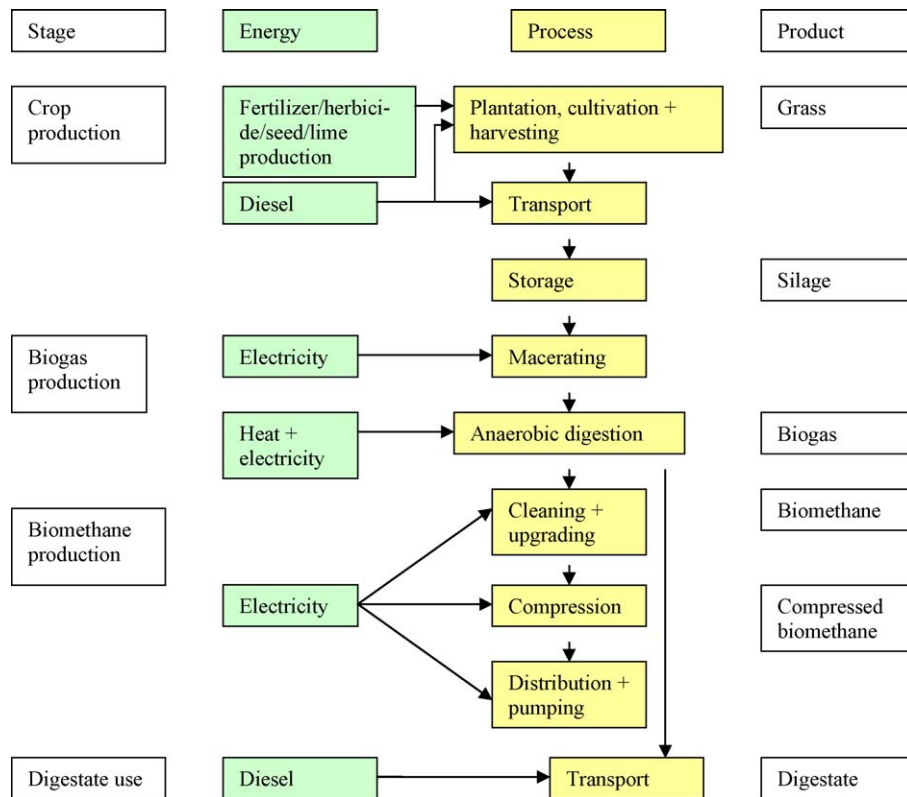 Stage
Energy
Process
Product
Crop
production
Fertilizer/herbici-
de/seed/lime
production
Plantation, cultivation +
harvesting
Grass
Diesel
Transport
Storage
Silage
Biogas
production
Electricity
Macerating
Heat +
electricity
Anaerobic digestion
Biogas
Biomethane
production
Cleaning +
upgrading
Biomethane
Electricity
Compression
Compressed
biomethane
Distribution +
pumping
Digestate use
Diesel
Transport
Digestate